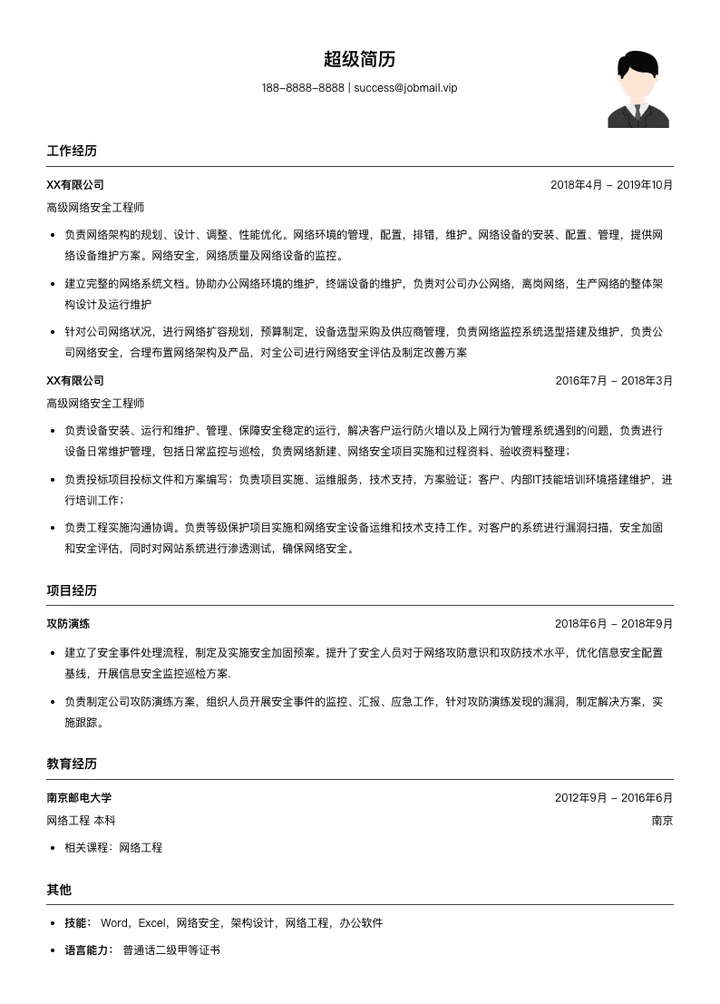 超级简历
188-8888-8888 | success@jobmail.vip
工作经历
XX有限公司 2018年4月 – 2019年10月
高级网络安全工程师
• 负责网络架构的规划、设计、调整、性能优化。网络环境的管理，配置，排错，维护。网络设备的安装、配置、管理，提供网
络设备维护方案。网络安全，网络质量及网络设备的监控。
• 建立完整的网络系统文档。协助办公网络环境的维护，终端设备的维护，负责对公司办公网络，离岗网络，生产网络的整体架
构设计及运行维护
• 针对公司网络状况，进行网络扩容规划，预算制定，设备选型采购及供应商管理，负责网络监控系统选型搭建及维护，负责公
司网络安全，合理布置网络架构及产品，对全公司进行网络安全评估及制定改善方案
XX有限公司 2016年7月 – 2018年3月
高级网络安全工程师
• 负责设备安装、运行和维护、管理、保障安全稳定的运行，解决客户运行防火墙以及上网行为管理系统遇到的问题，负责进行
设备日常维护管理，包括日常监控与巡检，负责网络新建、网络安全项目实施和过程资料、验收资料整理；
• 负责投标项目投标文件和方案编写；负责项目实施、运维服务，技术支持，方案验证；客户、内部IT技能培训环境搭建维护，进
行培训工作；
• 负责工程实施沟通协调。负责等级保护项目实施和网络安全设备运维和技术支持工作。对客户的系统进行漏洞扫描，安全加固
和安全评估，同时对网站系统进行渗透测试，确保网络安全。
项目经历
攻防演练 2018年6月 – 2018年9月
• 建立了安全事件处理流程，制定及实施安全加固预案。提升了安全人员对于网络攻防意识和攻防技术水平，优化信息安全配置
基线，开展信息安全监控巡检方案.
• 负责制定公司攻防演练方案，组织人员开展安全事件的监控、汇报、应急工作，针对攻防演练发现的漏洞，制定解决方案，实
施跟踪。
教育经历
南京邮电大学 2012年9月 – 2016年6月
网络工程 本科 南京
• 相关课程：网络工程
其他
• 技能： Word，Excel，网络安全，架构设计，网络工程，办公软件
• 语言能力： 普通话二级甲等证书